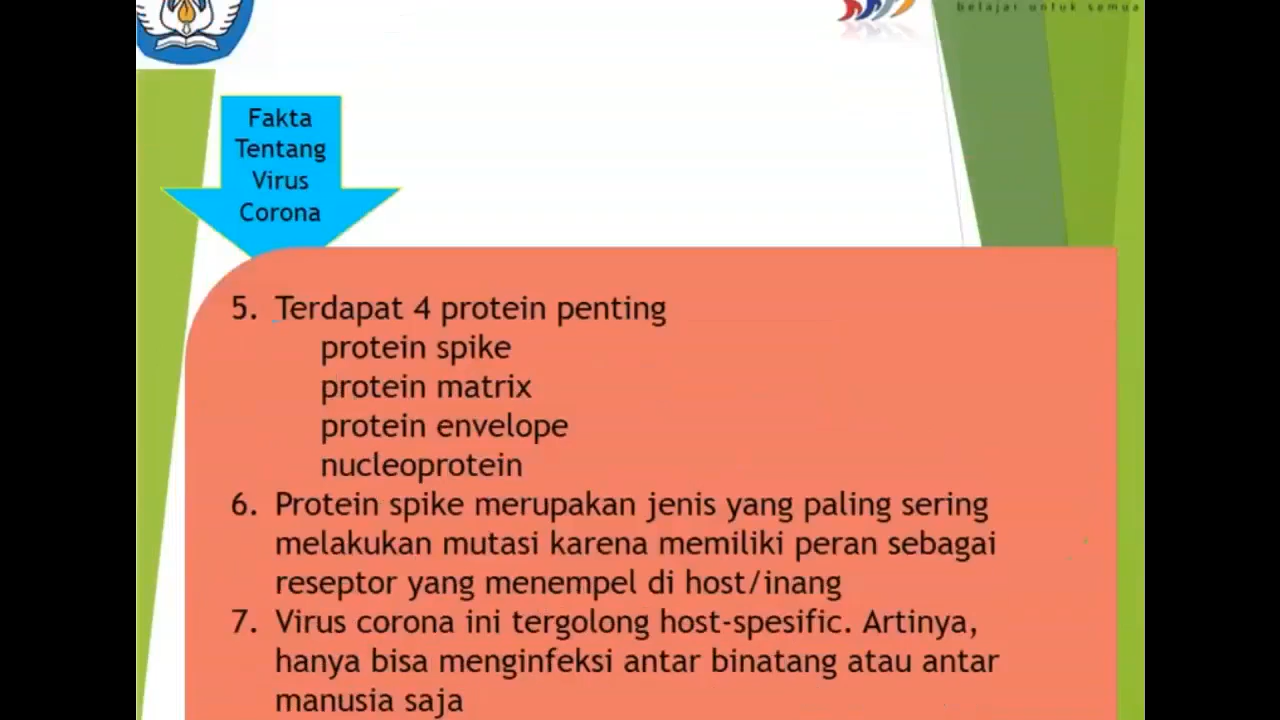 belajar untuk semua
Fakta
Tentang
Virus
Corona
5. Terdapat 4 protein penting
protein spike
protein matrix
protein envelope
nucleoprotein
6. Protein spike merupakan jenis yang paling sering
melakukan mutasi karena memiliki peran sebagai
reseptor yang menempel di host/inang
7. Virus corona ini tergolong host-spesific. Artinya,
hanya bisa menginfeksi antar binatang atau antar
manusia saja